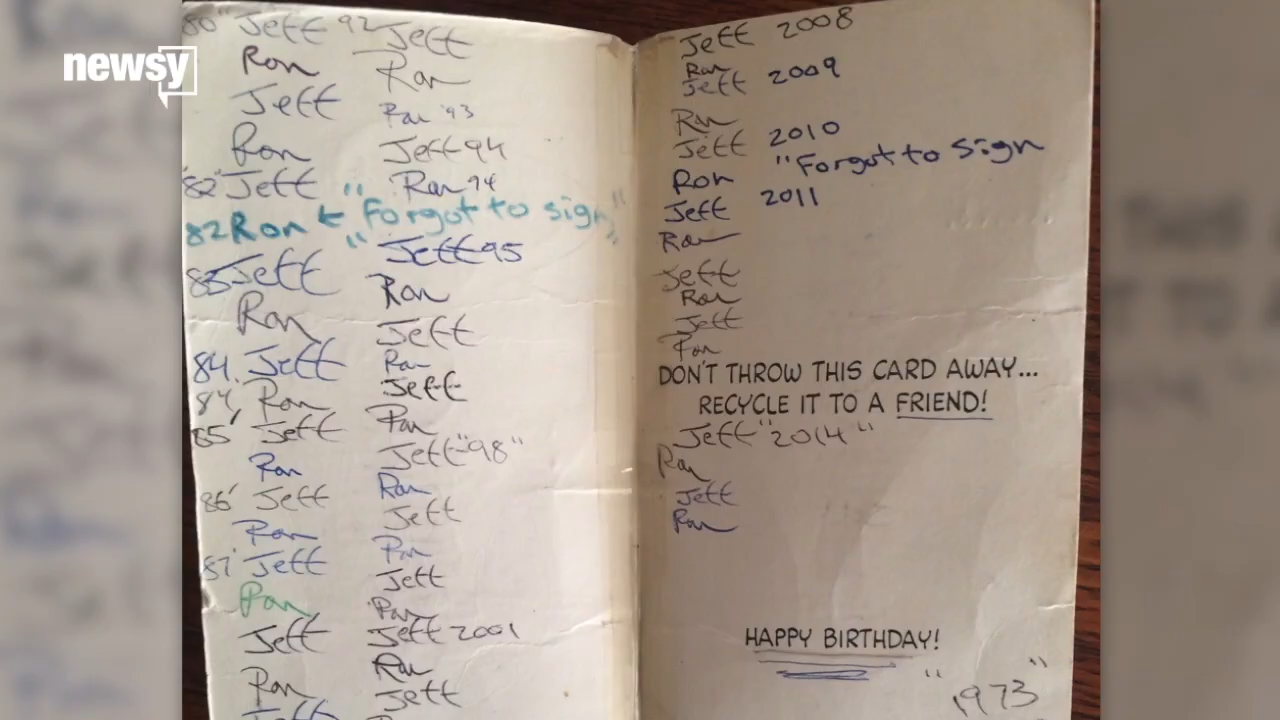 newsy
80" Jeff
Ron
Jeff
Ron
'82' Jeff
82 Ron ← "Forgot to sign"
83 Jeff
Ron
84. Jeff
84' Ron
85' Jeff
Ron
86' Jeff
Ron
87' Jeff
Ron
Jeff
Ron
Jeff
92 Jeff
Ron
Ron '93
Jeff 94
Ron 94
Jeff 95
Ron
Jeff
Ron
Jeff
Ron
Jeff "98"
Ron
Jeff
Ron
Jeff
Ron
Jeff 2001
Ron
Jeff
Jeff 2008
Ron
Jeff 2009
Ron
Jeff 2010
Ron "Forgot to sign
Jeff 2011
Ron
Jeff
Ron
Jeff
Ron
DON'T THROW THIS CARD AWAY...
RECYCLE IT TO A FRIEND!
Jeff "2014"
Ron
Jeff
Ron
HAPPY BIRTHDAY!
"1973"